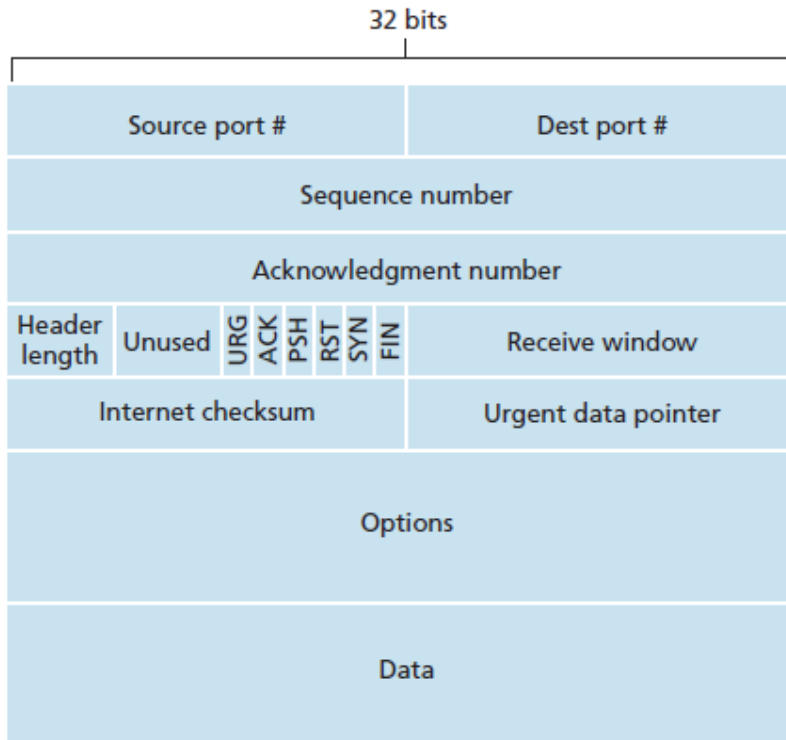 32 bits
Source port #
Dest port #
Sequence number
Acknowledgment number
Header
length
Unused
URG
ACK
PSH
RST
SYN
FIN
Receive window
Internet checksum
Urgent data pointer
Options
Data